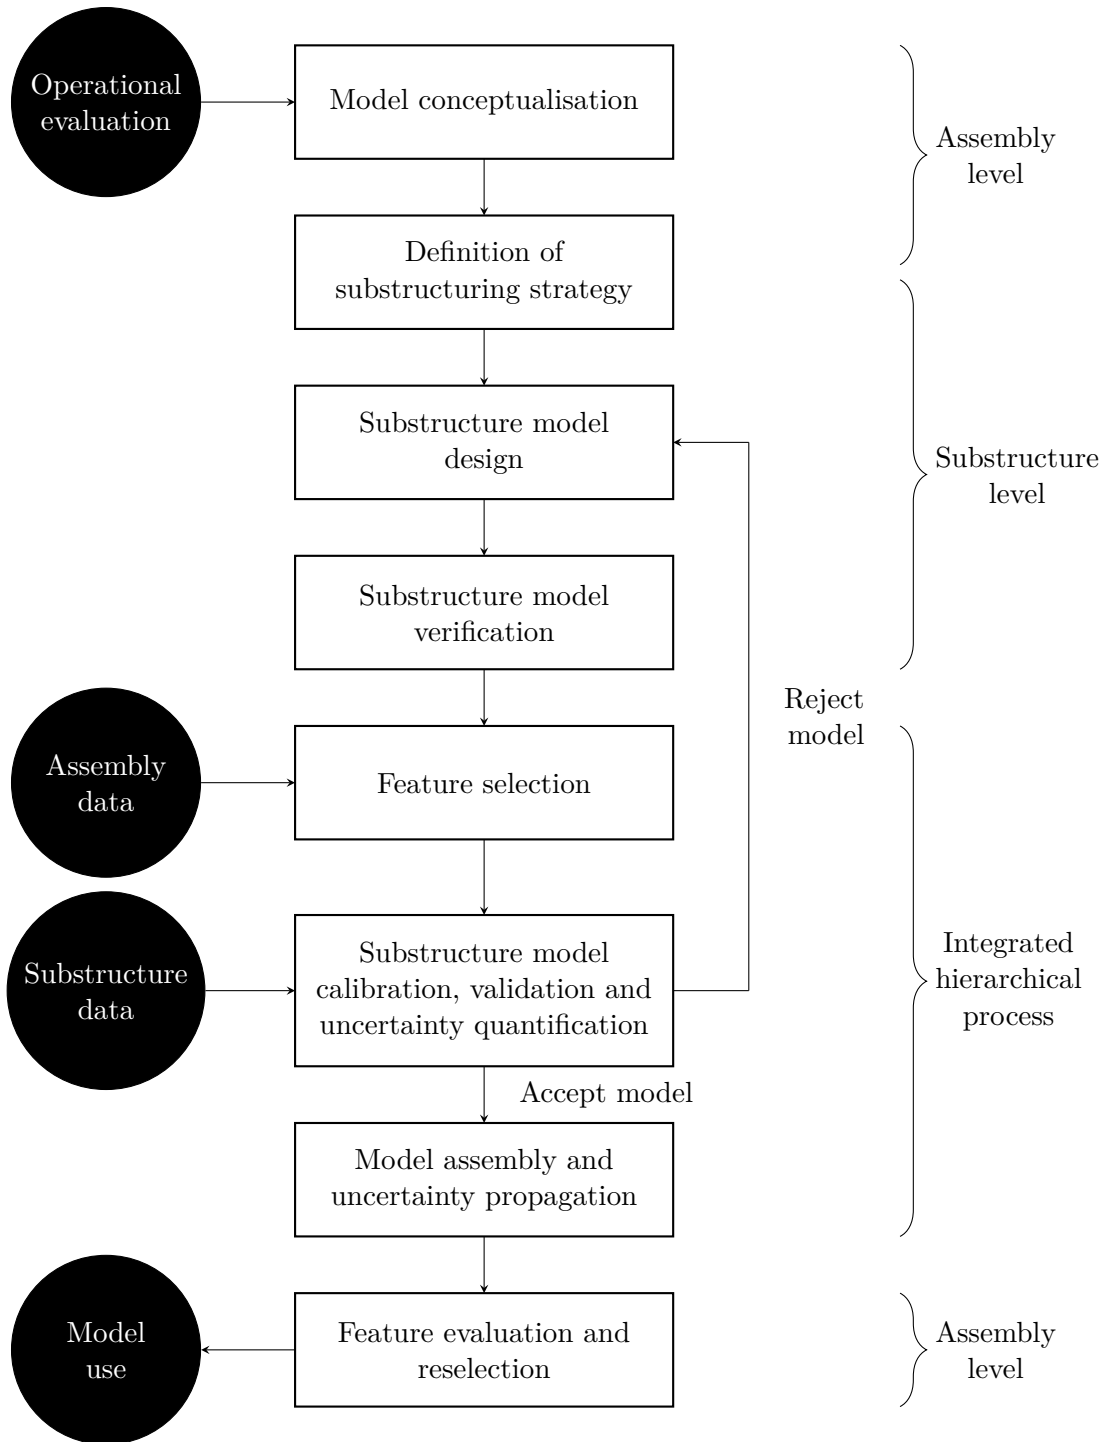 Operational
evaluation
Model conceptualisation
Assembly
level
Definition of
substructuring strategy
Substructure model
design
Substructure
level
Substructure model
verification
Reject
model
Assembly
data
Feature selection
Substructure
data
Substructure model
calibration, validation and
uncertainty quantification
Integrated
hierarchical
process
Accept model
Model assembly and
uncertainty propagation
Model
use
Feature evaluation and
reselection
Assembly
level